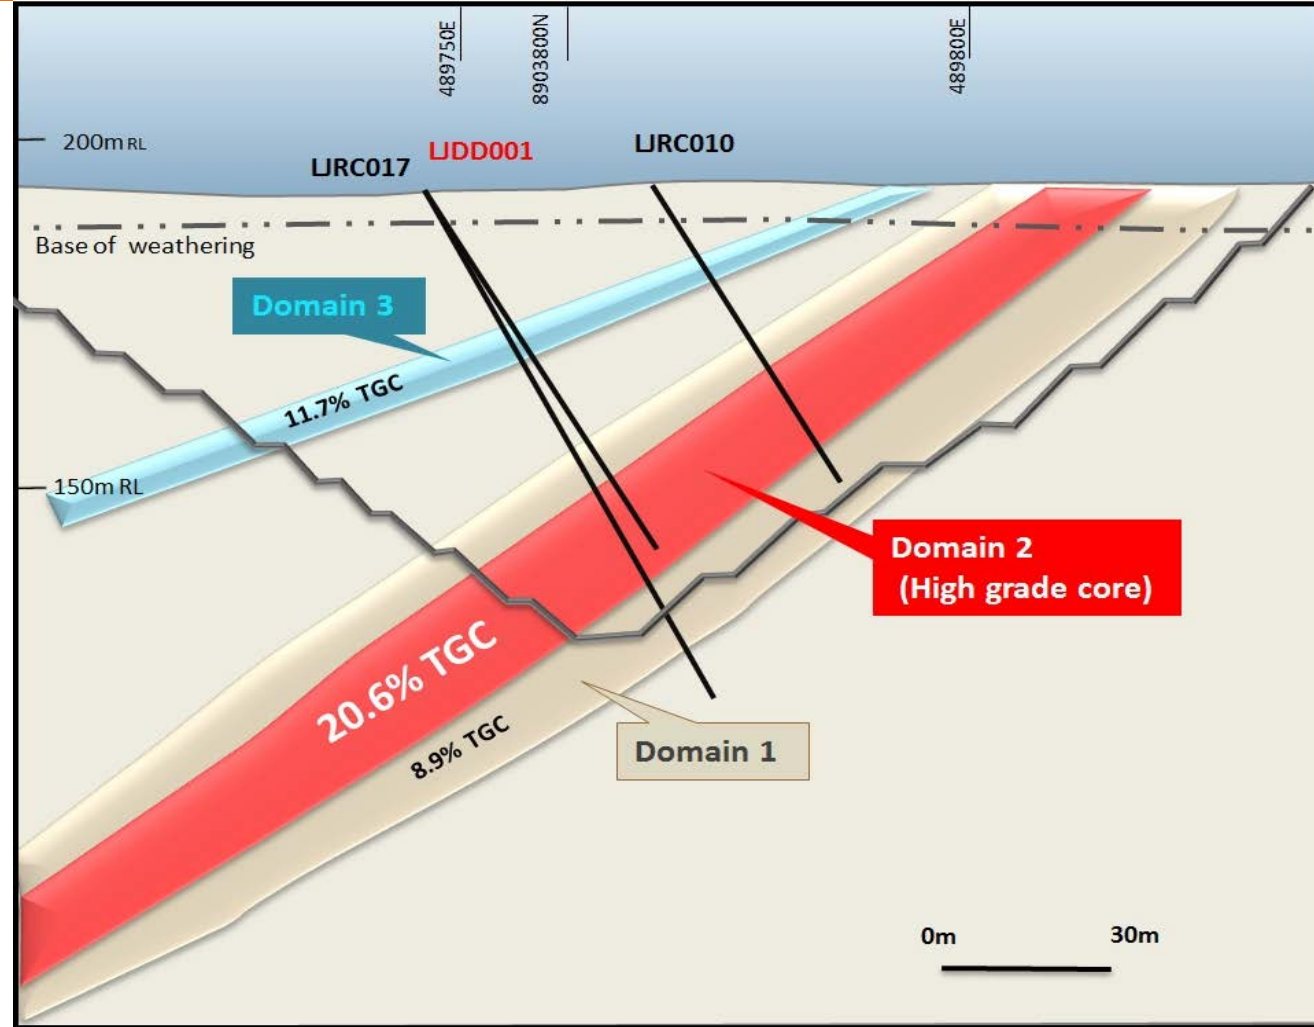 489750E
8903800N
489800E
200m RL
LJRC017
LJDD001
LJRC010
Base of weathering
Domain 3
11.7% TGC
150m RL
Domain 2
(High grade core)
20.6% TGC
8.9% TGC
Domain 1
0m 30m